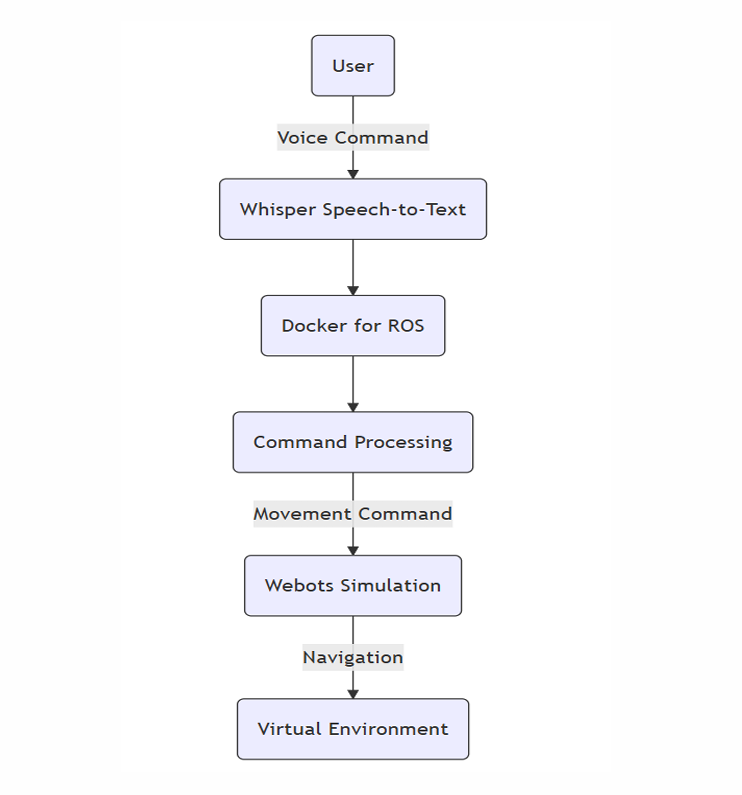 User
Voice Command
Whisper Speech-to-Text
Docker for ROS
Command Processing
Movement Command
Webots Simulation
Navigation
Virtual Environment